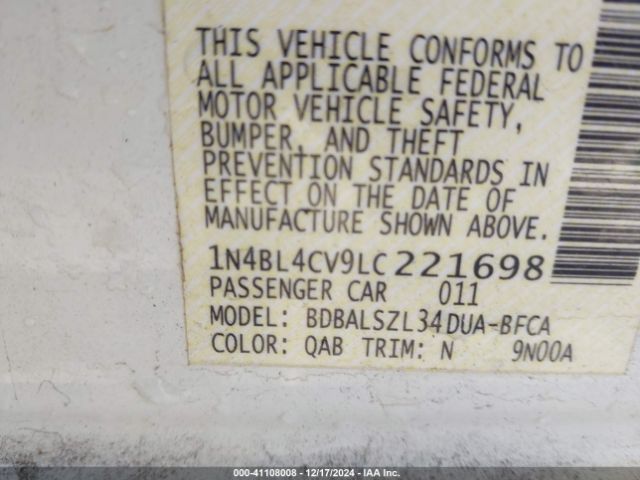 THIS VEHICLE CONFORMS TO
ALL APPLICABLE FEDERAL
MOTOR VEHICLE SAFETY,
BUMPER, AND THEFT
PREVENTION STANDARDS IN
EFFECT ON THE DATE OF
MANUFACTURE SHOWN ABOVE.
1N4BL4CV9LC221698
PASSENGER CAR 011
MODEL: BDBALSZL34DUA-BFCA
COLOR: QAB TRIM: N 9N00A
000-41108008 - 12/17/2024 - IAA Inc.